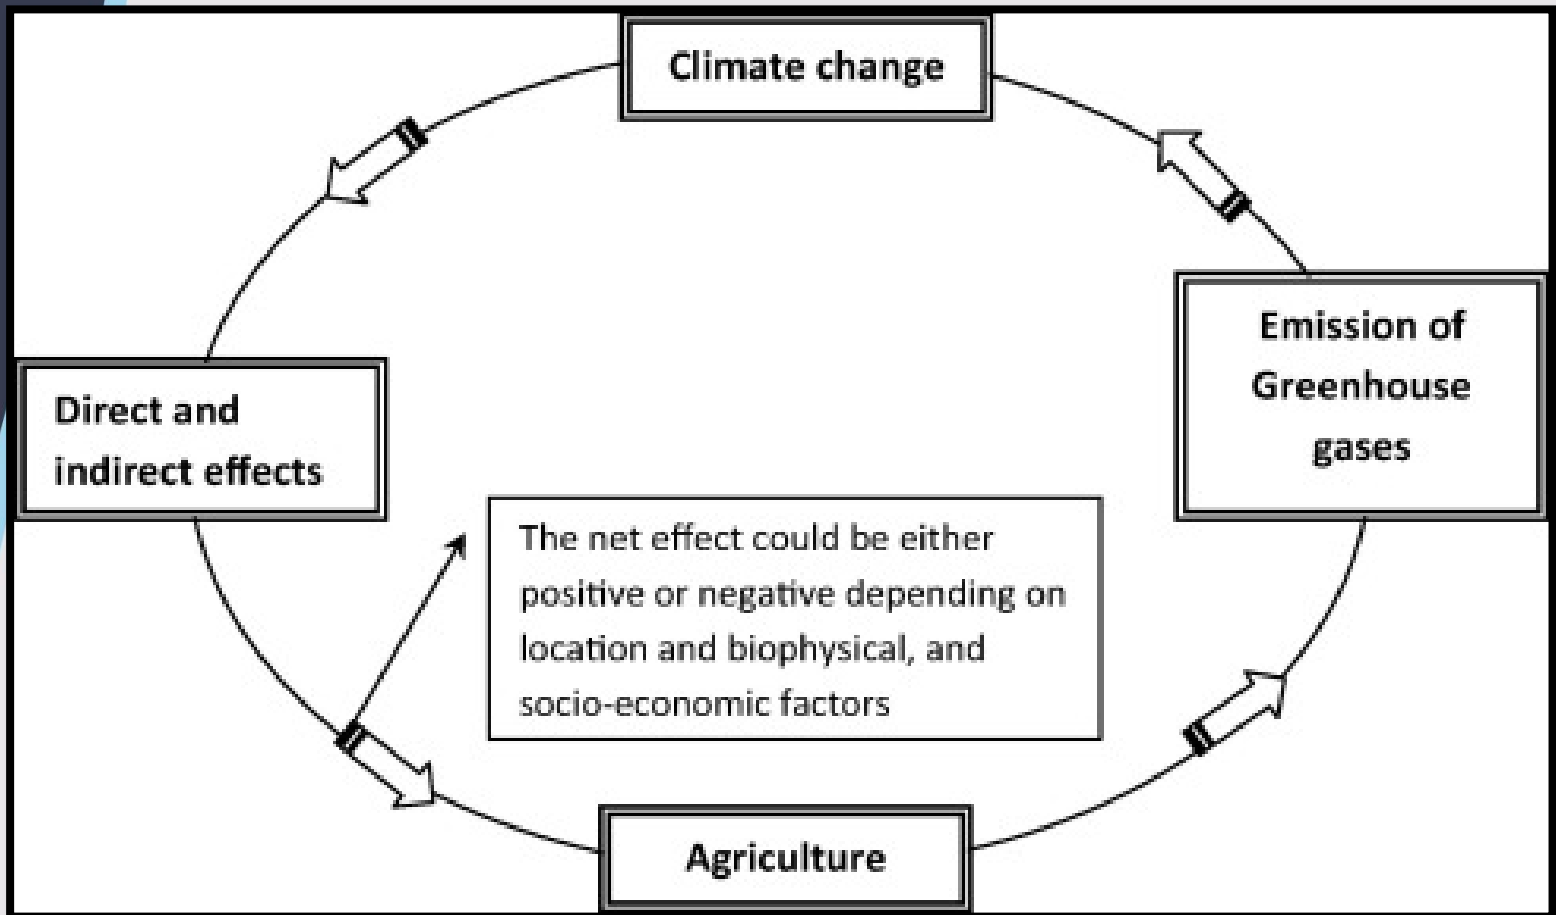 Climate change
Emission of
Greenhouse
gases
Direct and
indirect effects
The net effect could be either
positive or negative depending on
location and biophysical, and
socio-economic factors
Agriculture